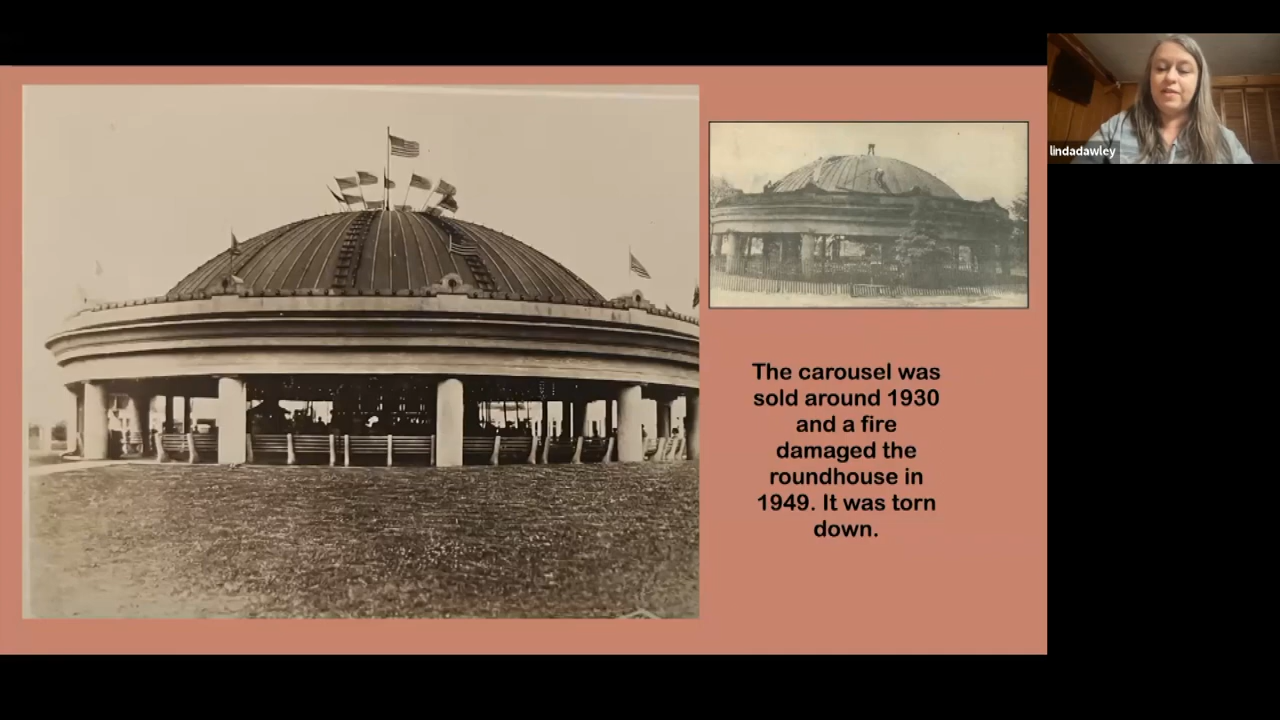 lindadawley
The carousel was
sold around 1930
and a fire
damaged the
roundhouse in
1949. It was torn
down.